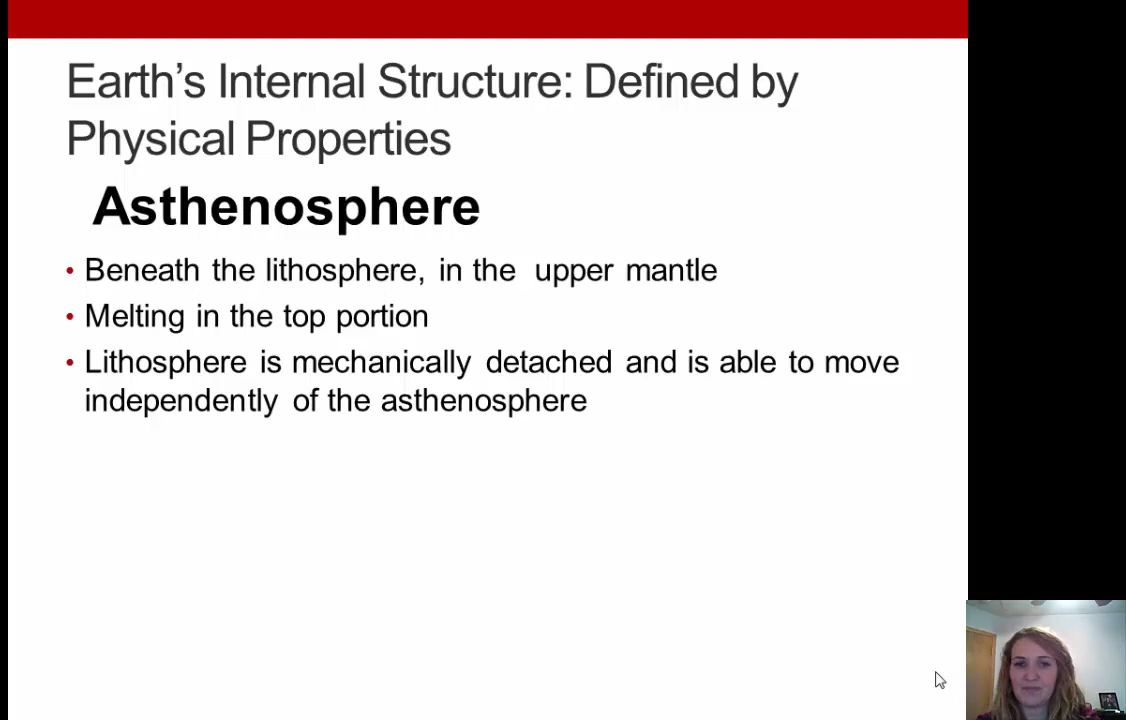 Earth’s Internal Structure: Defined by
Physical Properties
Asthenosphere
• Beneath the lithosphere, in the upper mantle
• Melting in the top portion
• Lithosphere is mechanically detached and is able to move
independently of the asthenosphere